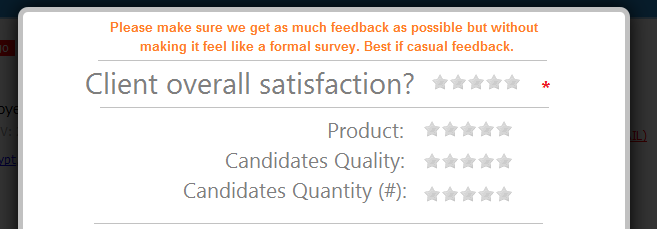 Please make sure we get as much feedback as possible but without
making it feel like a formal survey. Best if casual feedback.
Client overall satisfaction? *
Product:
Candidates Quality:
Candidates Quantity (#):